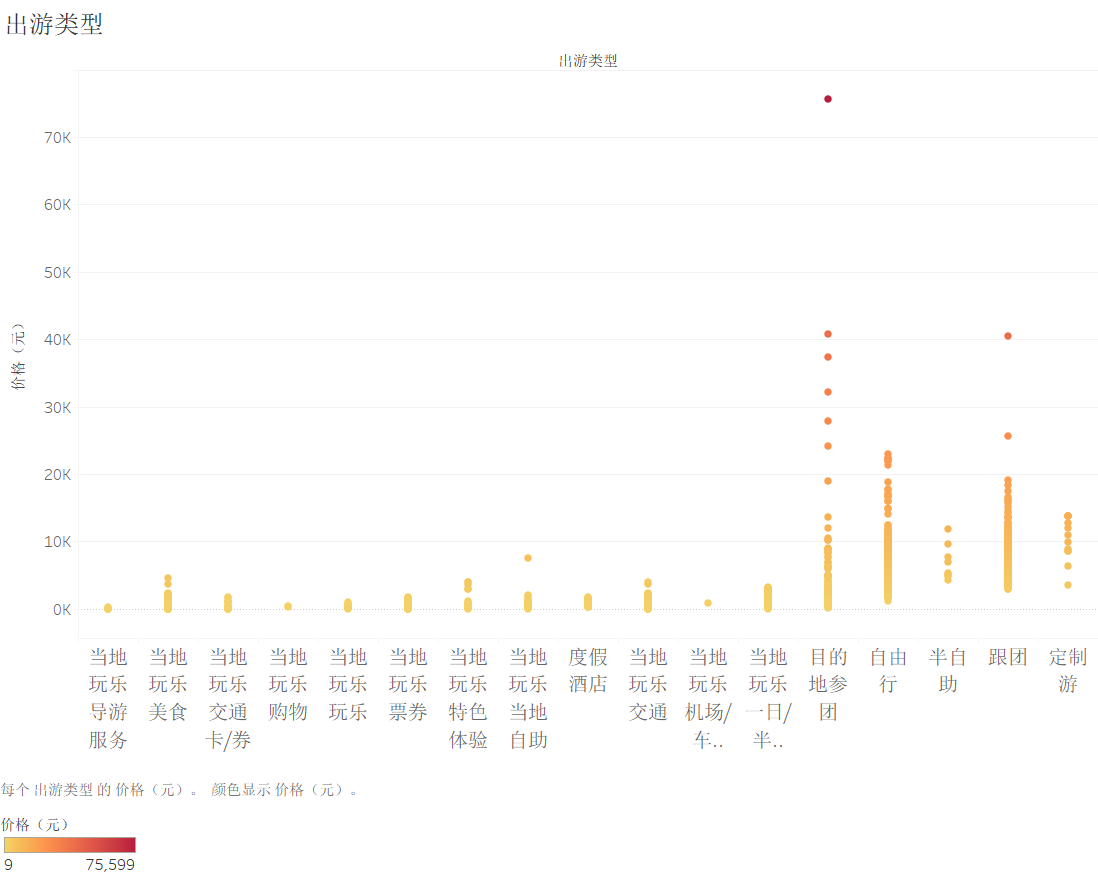 出游类型
出游类型
70K
60K
50K
40K
30K
20K
10K
0K
价格（元）
当地玩乐导游服务
当地玩乐美食
当地玩乐交通卡/券
当地玩乐购物
当地玩乐玩乐
当地玩乐票券
当地玩乐特色体验
当地玩乐当地自助
度假酒店
当地玩乐交通
当地玩乐机场/车..
当地玩乐一日/半..
目的地参团
自由行
半自助
跟团
定制游
每个 出游类型 的 价格（元）。 颜色显示 价格（元）。
价格（元）
9 75,599